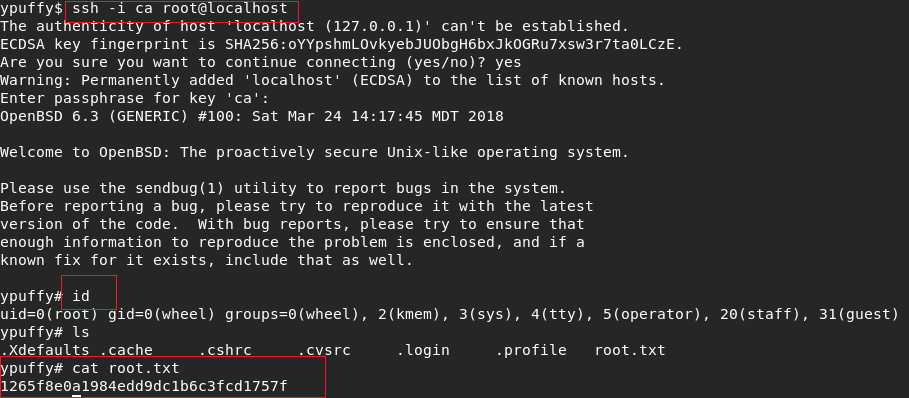 ypuffy$ ssh -i ca root@localhost
The authenticity of host 'localhost (127.0.0.1)' can't be established.
ECDSA key fingerprint is SHA256:oYYpshmLOvkyebJUObgH6bxJkOGRu7xsw3r7ta0LCzE.
Are you sure you want to continue connecting (yes/no)? yes
Warning: Permanently added 'localhost' (ECDSA) to the list of known hosts.
Enter passphrase for key 'ca':
OpenBSD 6.3 (GENERIC) #100: Sat Mar 24 14:17:45 MDT 2018
Welcome to OpenBSD: The proactively secure Unix-like operating system.
Please use the sendbug(1) utility to report bugs in the system.
Before reporting a bug, please try to reproduce it with the latest
version of the code.  With bug reports, please try to ensure that
enough information to reproduce the problem is enclosed, and if a
known fix for it exists, include that as well.
ypuffy# id
uid=0(root) gid=0(wheel) groups=0(wheel), 2(kmem), 3(sys), 4(tty), 5(operator), 20(staff), 31(guest)
ypuffy# ls
.Xdefaults .cache     .cshrc     .cvsrc     .login     .profile   root.txt
ypuffy# cat root.txt
1265f8e0a1984edd9dc1b6c3fcd1757f